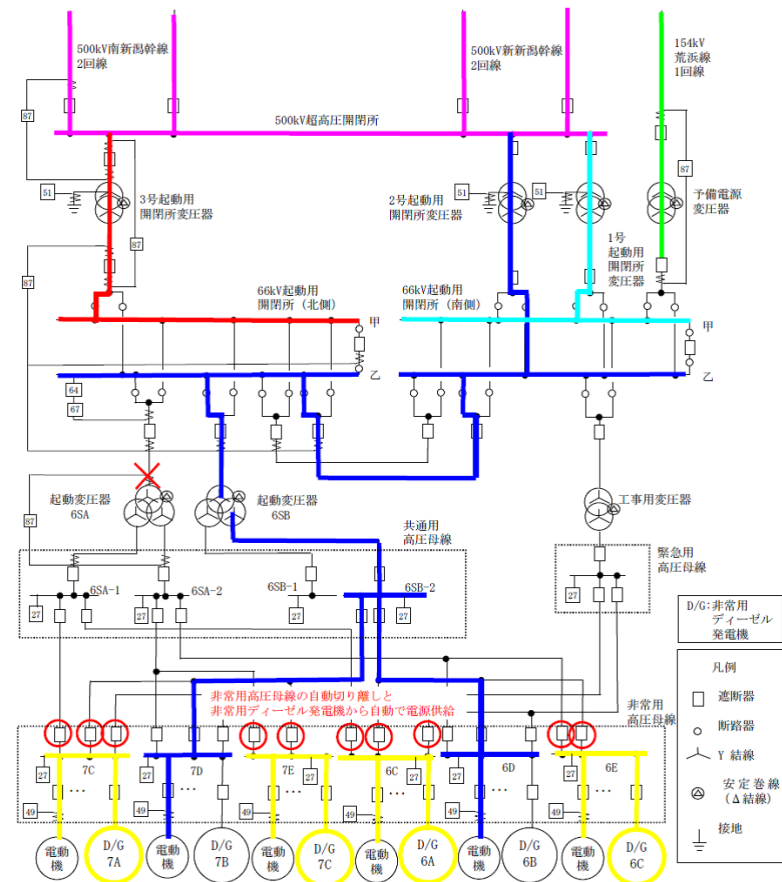 500kV南新潟幹線
2回線
500kV新新潟幹線
2回線
154kV
荒浜線
1回線
87
500kV超高圧開閉所
87
51
3号起動用
開閉所変圧器
87
87
2号起動用
開閉所変圧器
51
51
1号
起動用
開閉所
変圧器
予備電源
変圧器
87
66kV起動用
開閉所(北側)
66kV起動用
開閉所(南側)
甲
甲
乙
乙
64
67
起動変圧器
6SA
起動変圧器
6SB
工事用変圧器
87
共通用
高圧母線
緊急用
高圧母線
6SA-1
6SA-2
6SB-1
6SB-2
27
27
27
27
27
D/G:非常用
ディーゼル
発電機
非常用高圧母線の自動切り離しと
非常用ディーゼル発電機から自動で電源供給
非常用
高圧母線
凡例
遮断器
断路器
Y 結線
安定巻線
(Δ結線)
接地
7C
7D
7E
6C
6D
6E
27
27
27
27
27
27
…
…
…
…
…
…
49
49
49
49
49
49
電動
機
D/G
7A
電動
機
D/G
7B
電動
機
D/G
7C
電動
機
D/G
6A
電動
機
D/G
6B
電動
機
D/G
6C